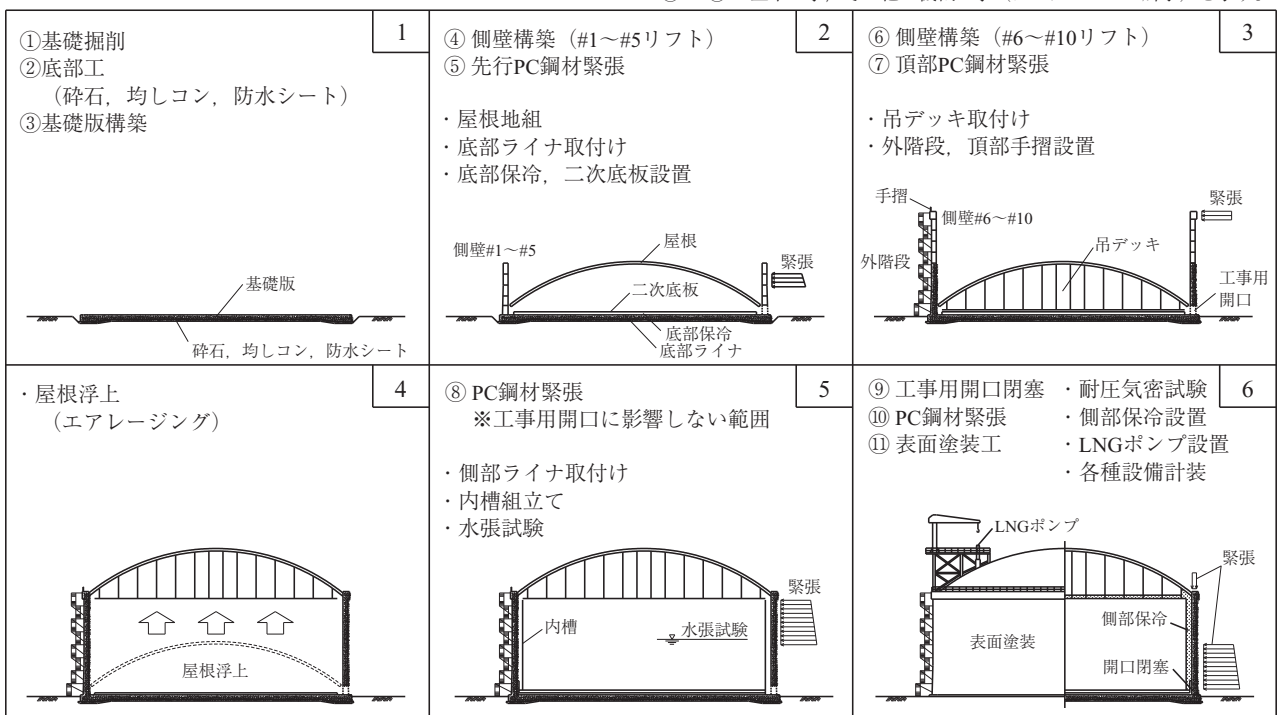 1
①基礎掘削
②底部工
（砕石，均しコン，防水シート）
③基礎版構築
基礎版
砕石，均しコン，防水シート
2
④ 側壁構築（#1〜#5リフト）
⑤ 先行PC鋼材緊張
・屋根地組
・底部ライナ取付け
・底部保冷，二次底板設置
側壁#1〜#5
屋根
緊張
二次底板
底部保冷
底部ライナ
3
⑥ 側壁構築（#6〜#10リフト）
⑦ 頂部PC鋼材緊張
・吊デッキ取付け
・外階段，頂部手摺設置
手摺
側壁#6〜#10
緊張
吊デッキ
外階段
工事用
開口
4
・屋根浮上
（エアレージング）
屋根浮上
5
⑧ PC鋼材緊張
※工事用開口に影響しない範囲
・側部ライナ取付け
・内槽組立て
・水張試験
緊張
内槽
水張試験
6
⑨ 工事用開口閉塞 ・耐圧気密試験
⑩ PC鋼材緊張 ・側部保冷設置
⑪ 表面塗装工 ・LNGポンプ設置
・各種設備計装
LNGポンプ
緊張
側部保冷
表面塗装
開口閉塞